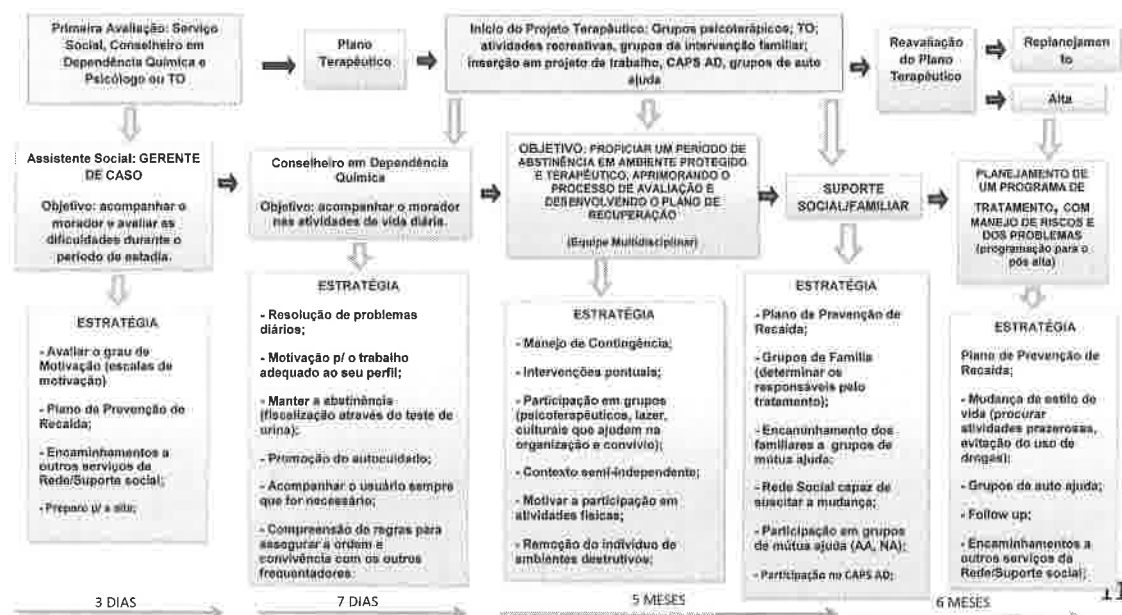 Primeira Avaliação: Serviço
Social, Conselheiro em
Dependência Química e
Psicólogo ou TO
Plano
Terapêutico
Início do Projeto Terapêutico: Grupos psicoterápicos; TO;
atividades recreativas, grupos de intervenção familiar;
inserção em projeto de trabalho, CAPS AD, grupos de auto
ajuda
Reavaliação
do Plano
Terapêutico
Replanejamen
to
Alta
Assistente Social: GERENTE
DE CASO
Objetivo: acompanhar o
morador e avaliar as
dificuldades durante o
período de estadia.
Conselheiro em Dependência
Química
Objetivo: acompanhar o morador
nas atividades de vida diária.
OBJETIVO: PROPICIAR UM PERÍODO DE
ABSTINÊNCIA EM AMBIENTE PROTEGIDO
E TERAPÊUTICO, APRIMORANDO O
PROCESSO DE AVALIAÇÃO E
DESENVOLVENDO O PLANO DE
RECUPERAÇÃO
(Equipe Multidisciplinar)
SUPORTE
SOCIAL/FAMILIAR
PLANEJAMENTO DE
UM PROGRAMA DE
TRATAMENTO, COM
MANEJO DE RISCOS E
DOS PROBLEMAS
(programação para o
pós alta)
ESTRATÉGIA
- Avaliar o grau de
Motivação (escalas de
motivação)
- Plano de Prevenção de
Recaída;
- Encaminhamentos a
outros serviços da
Rede/Suporte social;
- Preparo p/ a alta;
ESTRATÉGIA
- Resolução de problemas
diários;
- Motivação p/ o trabalho
adequado ao seu perfil;
- Manter a abstinência
(fiscalização através do teste de
urina);
- Promoção do autocuidado;
- Acompanhar o usuário sempre
que for necessário;
- Compreensão de regras para
assegurar a ordem e
convivência com os outros
frequentadores.
ESTRATÉGIA
- Manejo de Contingência;
- Intervenções pontuais;
- Participação em grupos
(psicoterapêuticos, lazer,
culturais que ajudem na
organização e convívio);
- Contexto semi-independente;
- Motivar a participação em
atividades físicas;
- Remoção do indivíduo de
ambientes destrutivos;
ESTRATÉGIA
- Plano de Prevenção de
Recaída;
- Grupos de Família
(determinar os
responsáveis pelo
tratamento);
- Encaminhamento dos
familiares a grupos de
mútua ajuda;
- Rede Social capaz de
suscitar a mudança;
- Participação em grupos
de mútua ajuda (AA, NA);
- Participação no CAPS AD;
ESTRATÉGIA
Plano de Prevenção de
Recaída;
- Mudança de estilo de
vida (procurar
atividades prazerosas,
evitação do uso de
drogas);
- Grupos de auto ajuda;
- Follow up;
- Encaminhamentos a
outros serviços da
Rede/Suporte social;
3 DIAS
7 DIAS
5 MESES
6 MESES